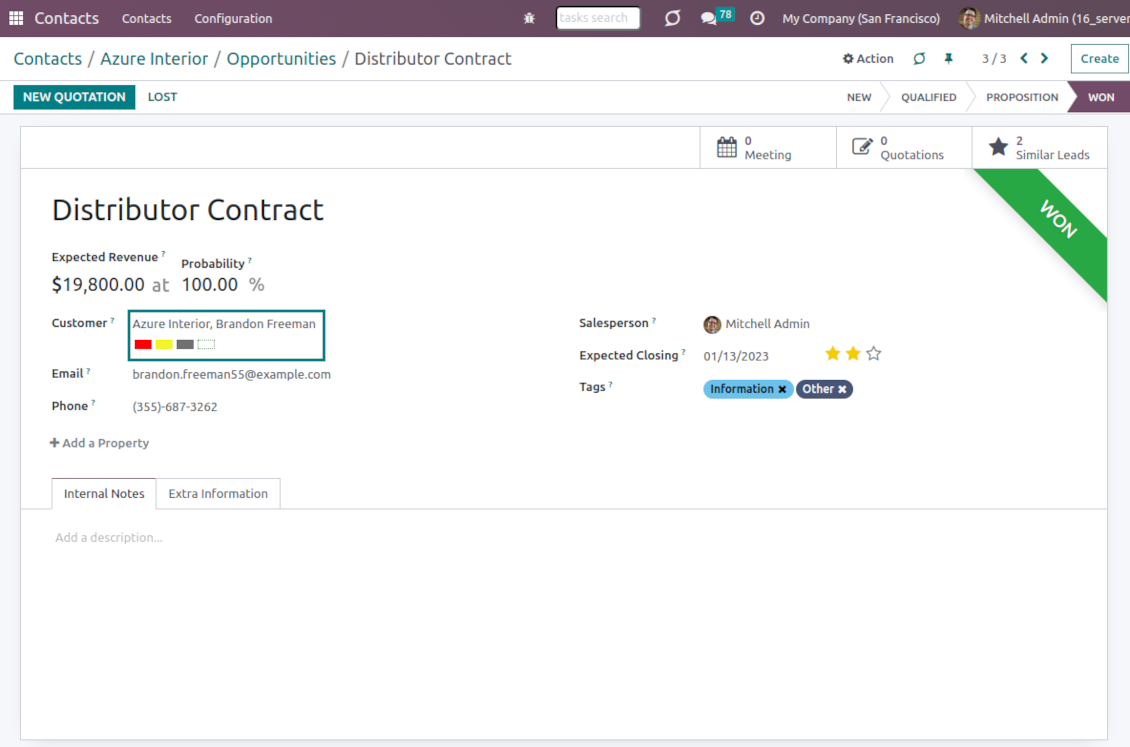 Contacts Contacts Configuration tasks search 78 My Company (San Francisco) Mitchell Admin (16_server
Contacts / Azure Interior / Opportunities / Distributor Contract Action 3 / 3 Create
NEW QUOTATION LOST NEW QUALIFIED PROPOSITION WON
0 Meeting
0 Quotations
2 Similar Leads
WON
Distributor Contract
Expected Revenue ? Probability ?
$19,800.00 at 100.00 %
Customer ? Azure Interior, Brandon Freeman
Email ? brandon.freeman55@example.com
Phone ? (355)-687-3262
Salesperson ? Mitchell Admin
Expected Closing ? 01/13/2023
Tags ? Information Other
Add a Property
Internal Notes Extra Information
Add a description...